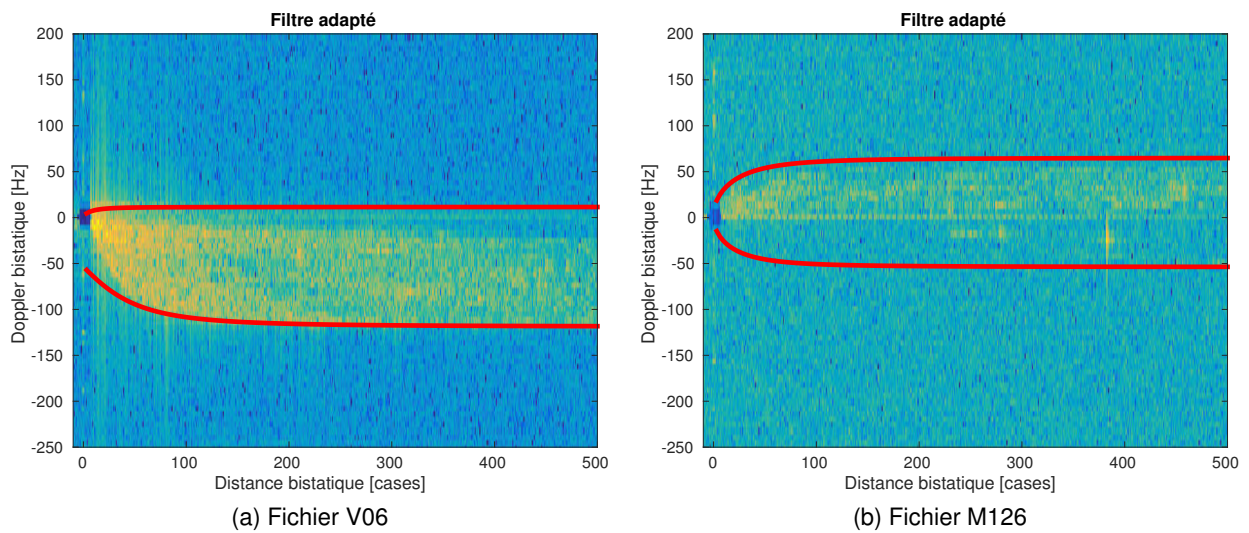 Filtre adapté
200
150
100
50
0
-50
-100
-150
-200
-250
Doppler bistatique [Hz]
0 100 200 300 400 500
Distance bistatique [cases]
(a) Fichier V06
Filtre adapté
200
150
100
50
0
-50
-100
-150
-200
-250
Doppler bistatique [Hz]
0 100 200 300 400 500
Distance bistatique [cases]
(b) Fichier M126